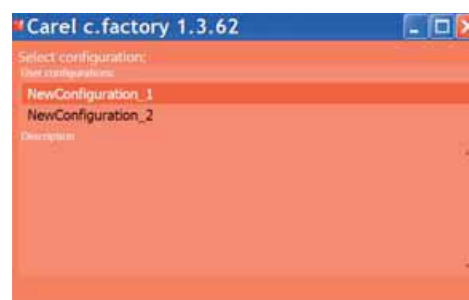 Carel c.factory 1.3.62
Select configuration:
User configurations:
NewConfiguration_1
NewConfiguration_2
Description